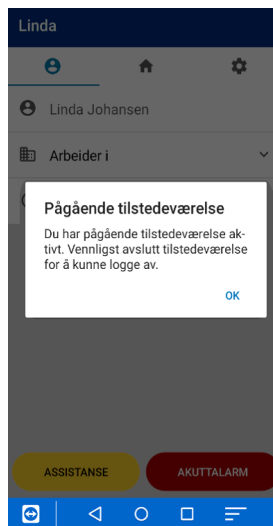 Linda
Linda Johansen
Arbeider i
Pågående tilstedeværelse
Du har pågående tilstedeværelse ak-
tivt. Vennligst avslutt tilstedeværelse
for å kunne logge av.
OK
ASSISTANSE
AKUTTALARM